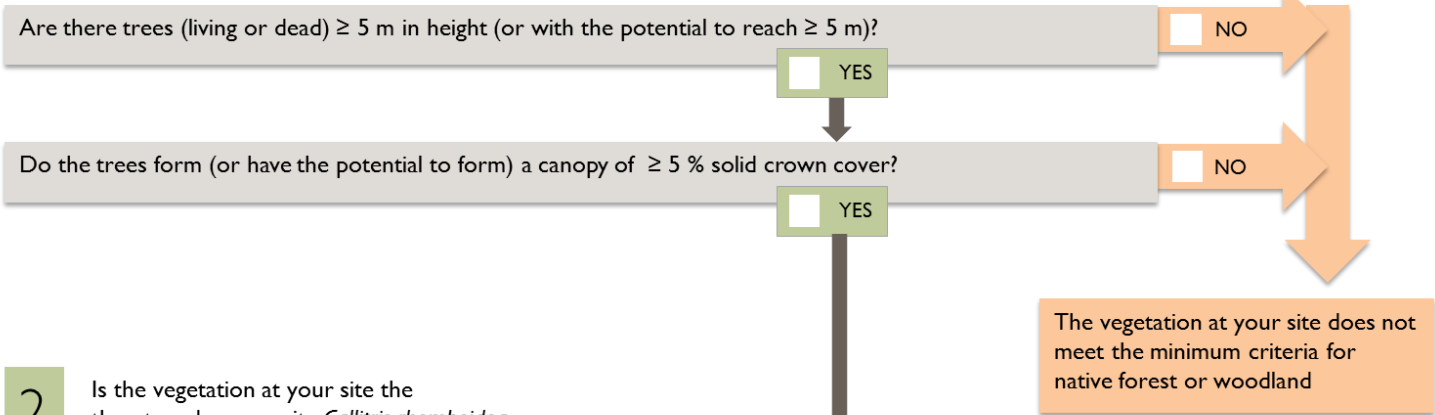 Are there trees (living or dead) ≥ 5 m in height (or with the potential to reach ≥ 5 m)?
NO
YES
Do the trees form (or have the potential to form) a canopy of ≥ 5 % solid crown cover?
NO
YES
The vegetation at your site does not
meet the minimum criteria for
native forest or woodland
2
Is the vegetation at your site the
Callitris rhomboidea